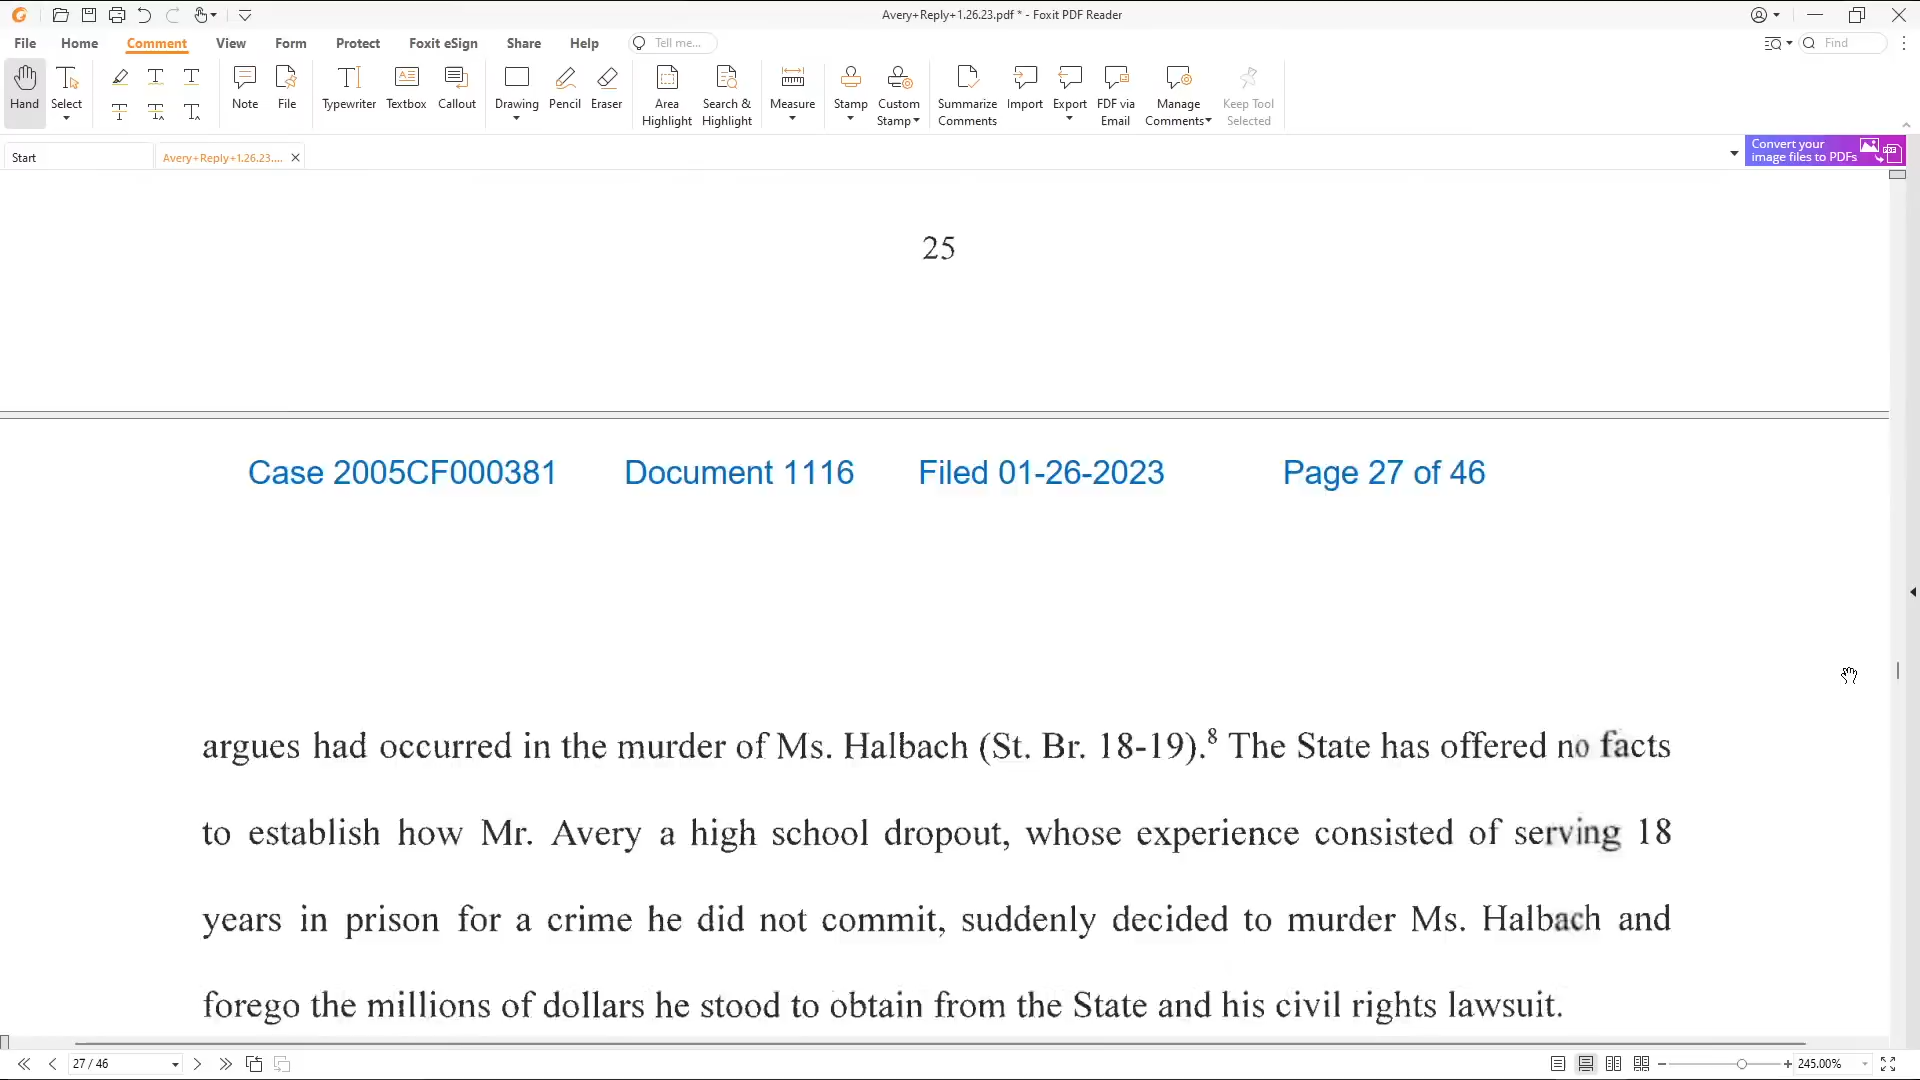 Avery+Reply+1.26.23.pdf * - Foxit PDF Reader
File Home Comment View Form Protect Foxit eSign Share Help Tell me... Find
Hand Select Note File Typewriter Textbox Callout Drawing Pencil Eraser Area Highlight Search & Highlight Measure Stamp Custom Stamp Summarize Comments Import Export FDF via Email Manage Comments Keep Tool Selected
Start Avery+Reply+1.26.23....
Convert your
image files to PDFs
25
Case 2005CF000381 Document 1116 Filed 01-26-2023 Page 27 of 46
argues had occurred in the murder of Ms. Halbach (St. Br. 18-19).8 The State has offered no facts
to establish how Mr. Avery a high school dropout, whose experience consisted of serving 18
years in prison for a crime he did not commit, suddenly decided to murder Ms. Halbach and
forego the millions of dollars he stood to obtain from the State and his civil rights lawsuit.
27 / 46 245.00%